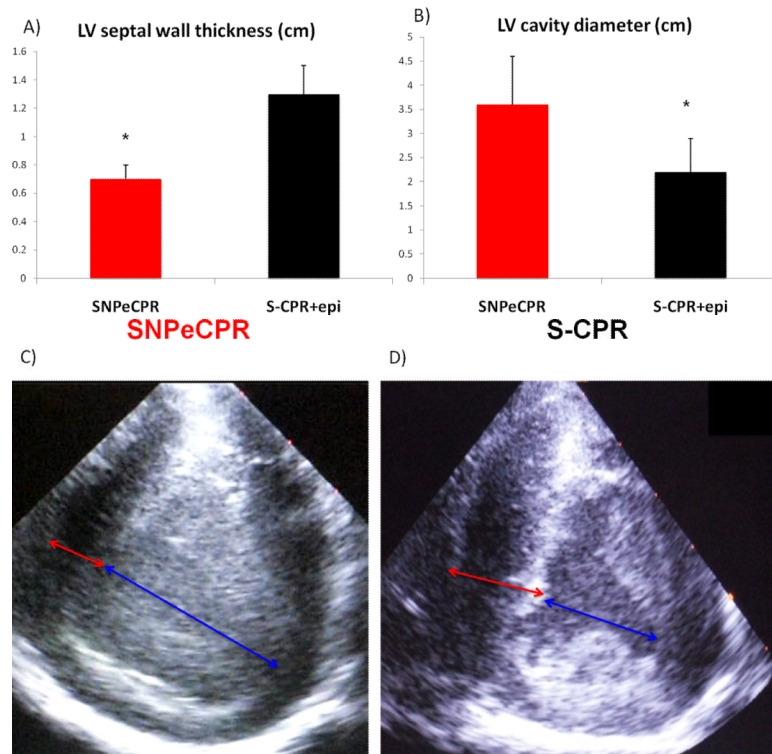 A)
LV septal wall thickness (cm)
1.6
1.4
1.2
1
0.8
0.6
0.4
0.2
0
*
SNPeCPR
S-CPR+epi
B)
LV cavity diameter (cm)
5
4.5
4
3.5
3
2.5
2
1.5
1
0.5
0
*
SNPeCPR
S-CPR+epi
SNPeCPR
S-CPR
C)
D)